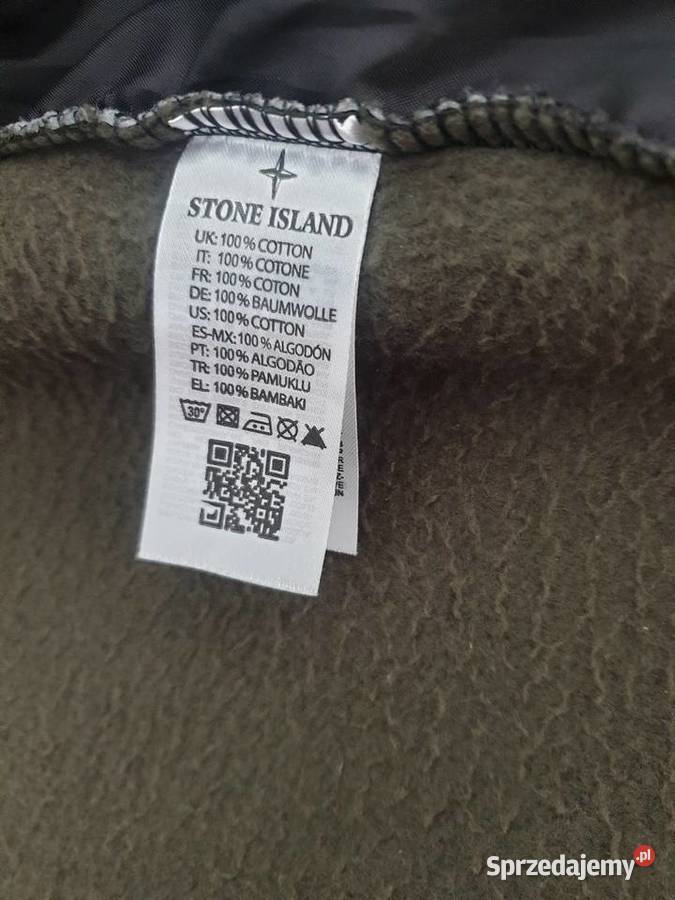 STONE ISLAND
UK: 100% COTTON
IT: 100% COTONE
FR: 100% COTON
DE: 100% BAUMWOLLE
US: 100% COTTON
ES-MX: 100% ALGODÓN
PT: 100% ALGODÃO
TR: 100% PAMUKLU
EL: 100% BAMBAKI
30°
Sprzedajemy.pl